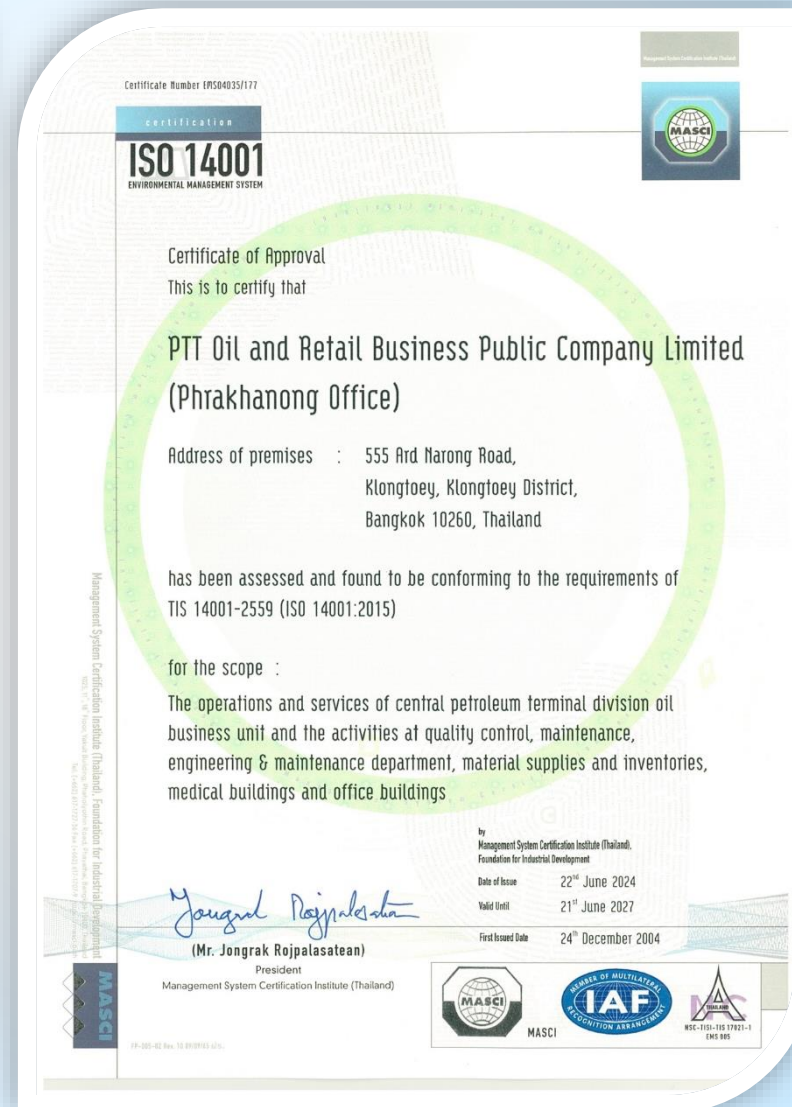 Certificate Number EMS04035/177
Management System Certification Institute (Thailand)
certification
ISO 14001
ENVIRONMENTAL MANAGEMENT SYSTEM
MASCI
Certificate of Approval
This is to certify that
PTT Oil and Retail Business Public Company Limited
(Phrakhanong Office)
Address of premises : 555 Ard Narong Road,
Klongtoey, Klongtoey District,
Bangkok 10260, Thailand
has been assessed and found to be conforming to the requirements of
TIS 14001-2559 (ISO 14001:2015)
for the scope :
The operations and services of central petroleum terminal division oil
business unit and the activities at quality control, maintenance,
engineering & maintenance department, material supplies and inventories,
medical buildings and office buildings
by
Management System Certification Institute (Thailand),
Foundation for Industrial Development
Date of Issue 22nd June 2024
Valid Until 21st June 2027
First Issued Date 24th December 2004
(Mr. Jongrak Rojpalasatean)
President
Management System Certification Institute (Thailand)
Management System Certification Institute (Thailand), Foundation for Industrial Development
MASCI
MASCI
MASCI
MEMBER OF MULTILATERAL
IAF
RECOGNITION ARRANGEMENT
THAILAND
NAC
NSC-TISI-TIS 17021-1
EMS 005